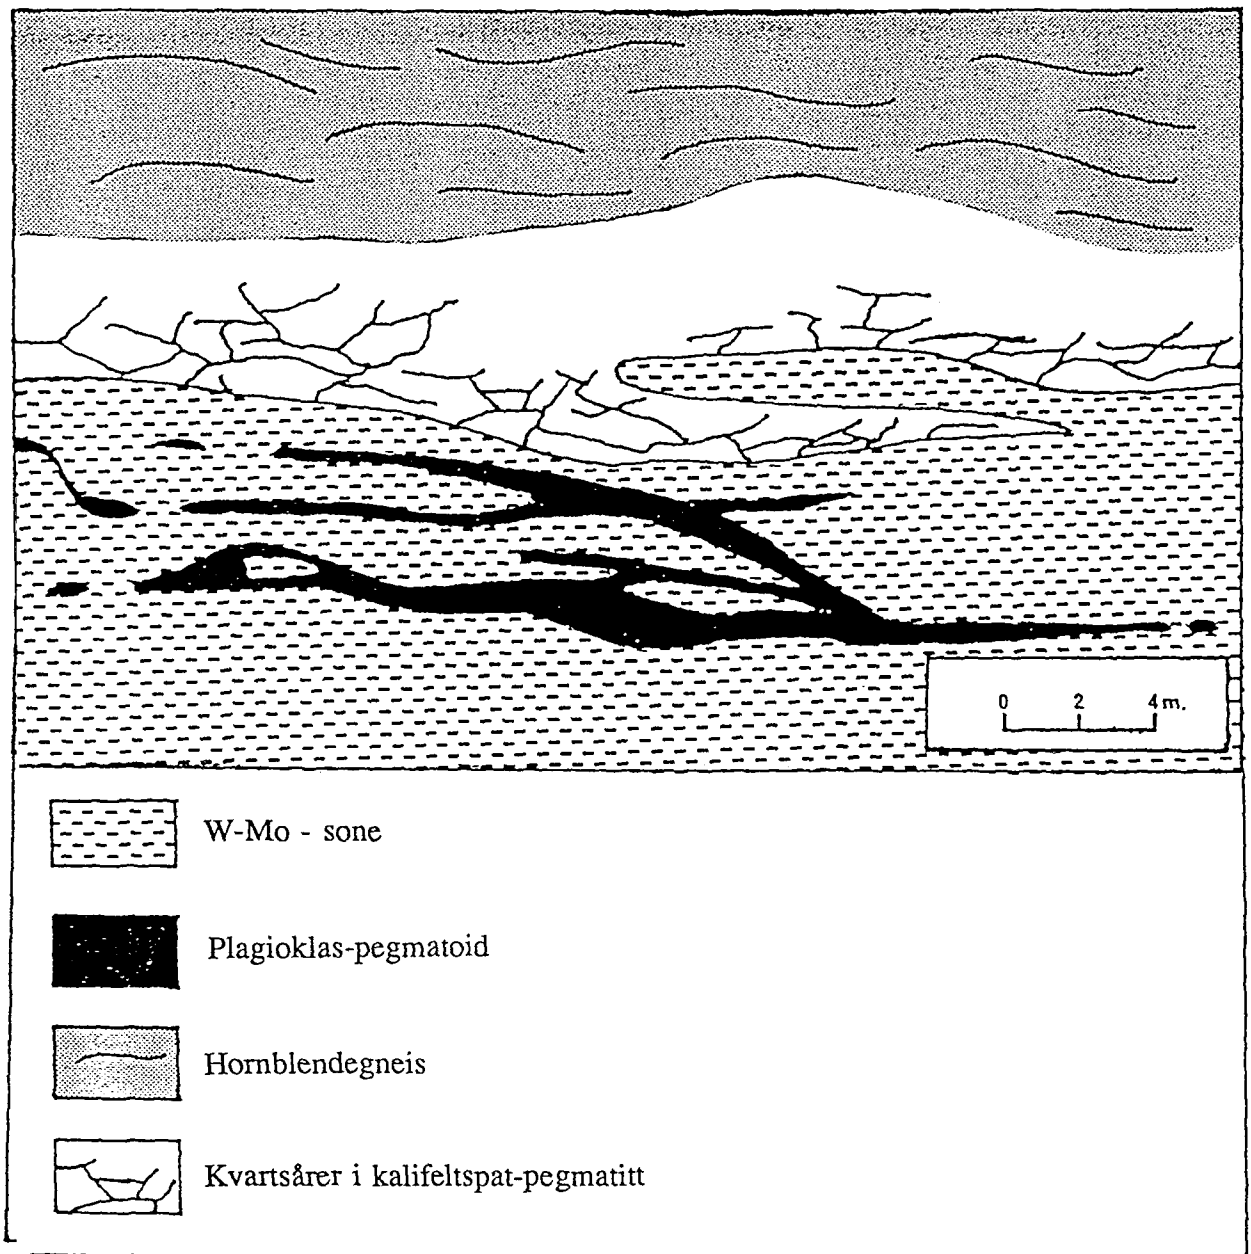 0 2 4 m.
W-Mo - sone
Plagioklas-pegmatoid
Hornblendegneis
Kvartsårer i kalifeltspat-pegmatitt